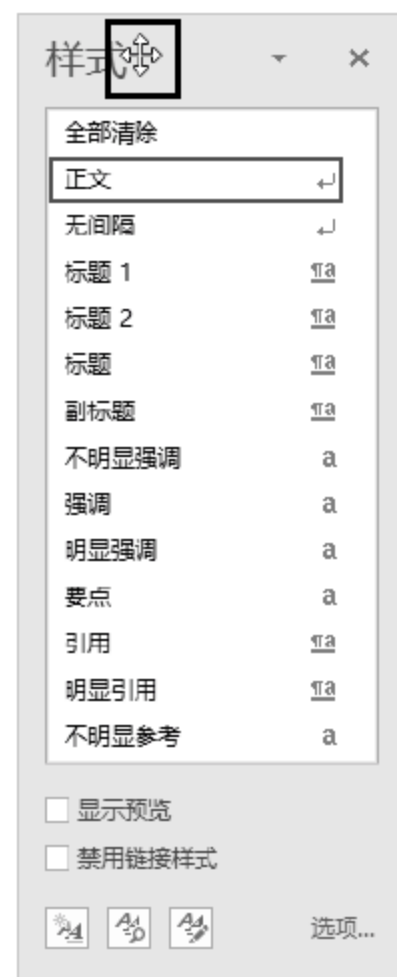 样式
全部清除
正文
无间隔
标题 1
标题 2
标题
副标题
不明显强调
强调
明显强调
要点
引用
明显引用
不明显参考
显示预览
禁用链接样式
选项...